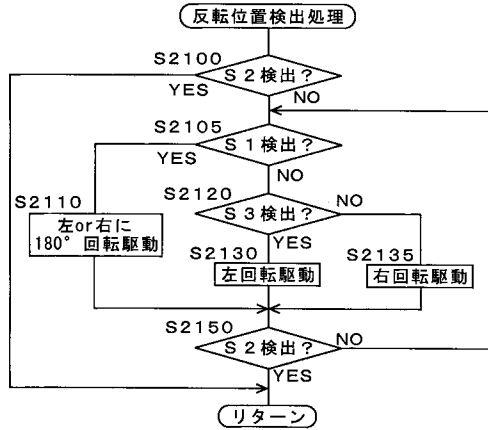 反転位置検出処理
S2100
S2検出?
YES
NO
S2105
S1検出?
YES
NO
S2110
左or右に
180°回転駆動
S2120
S3検出?
NO
YES
S2130
左回転駆動
S2135
右回転駆動
S2150
S2検出?
NO
YES
リターン